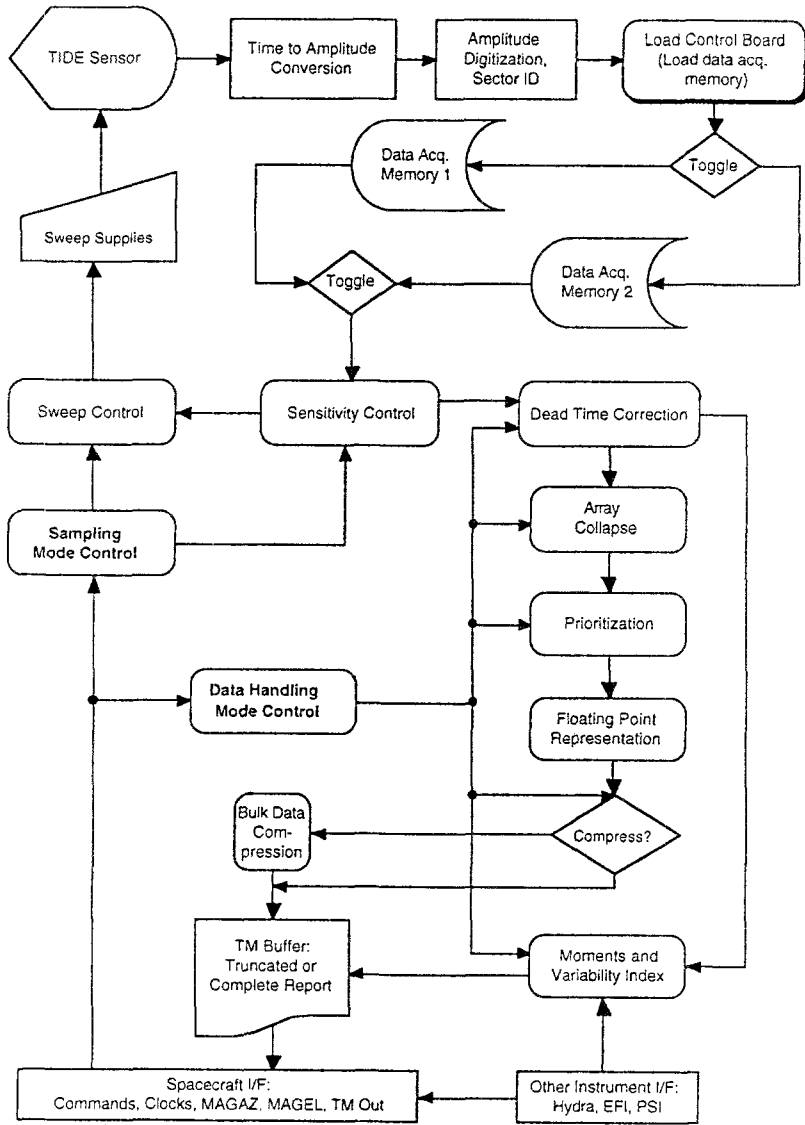 TIDE Sensor
Time to Amplitude
Conversion
Amplitude
Digitization,
Sector ID
Load Control Board
(Load data acq.
memory)
Toggle
Data Acq.
Memory 1
Sweep Supplies
Toggle
Data Acq.
Memory 2
Sweep Control
Sensitivity Control
Dead Time Correction
Array
Collapse
Sampling
Mode Control
Prioritization
Data Handling
Mode Control
Floating Point
Representation
Bulk Data
Com-
pression
Compress?
TM Buffer:
Truncated or
Complete Report
Moments and
Variability Index
Spacecraft I/F:
Commands, Clocks, MAGAZ, MAGEL, TM Out
Other Instrument I/F:
Hydra, EFI, PSI